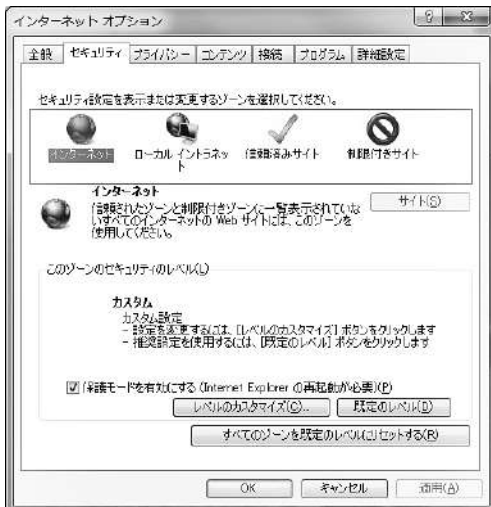 インターネット オプション
全般 セキュリティ プライバシー コンテンツ 接続 プログラム 詳細設定
セキュリティ設定を表示または変更するゾーンを選択してください。
インターネット ローカル イントラネッ 信頼済みサイト 制限付きサイト
ト
インターネット
サイト(S)
信頼されたゾーンと制限付きゾーンに一覧表示されていな
いすべてのインターネットの Web サイトには、このゾーンを
使用してください。
このゾーンのセキュリティのレベル(L)
カスタム
カスタム設定
- 設定を変更するには、[レベルのカスタマイズ] ボタンをクリックします
- 推奨設定を使用するには、[既定のレベル] ボタンをクリックします
保護モードを有効にする (Internet Explorer の再起動が必要)(P)
レベルのカスタマイズ(C)... 既定のレベル(D)
すべてのゾーンを既定のレベルにリセットする(R)
OK キャンセル 適用(A)